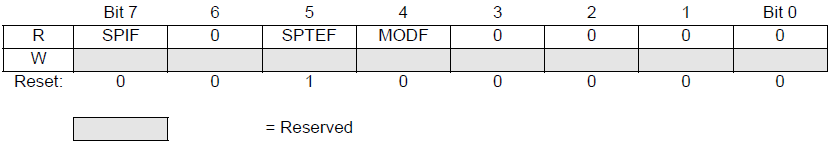 Bit 7 6 5 4 3 2 1 Bit 0
R SPIF 0 SPTEF MODF 0 0 0 0
W
Reset: 0 0 1 0 0 0 0 0
= Reserved